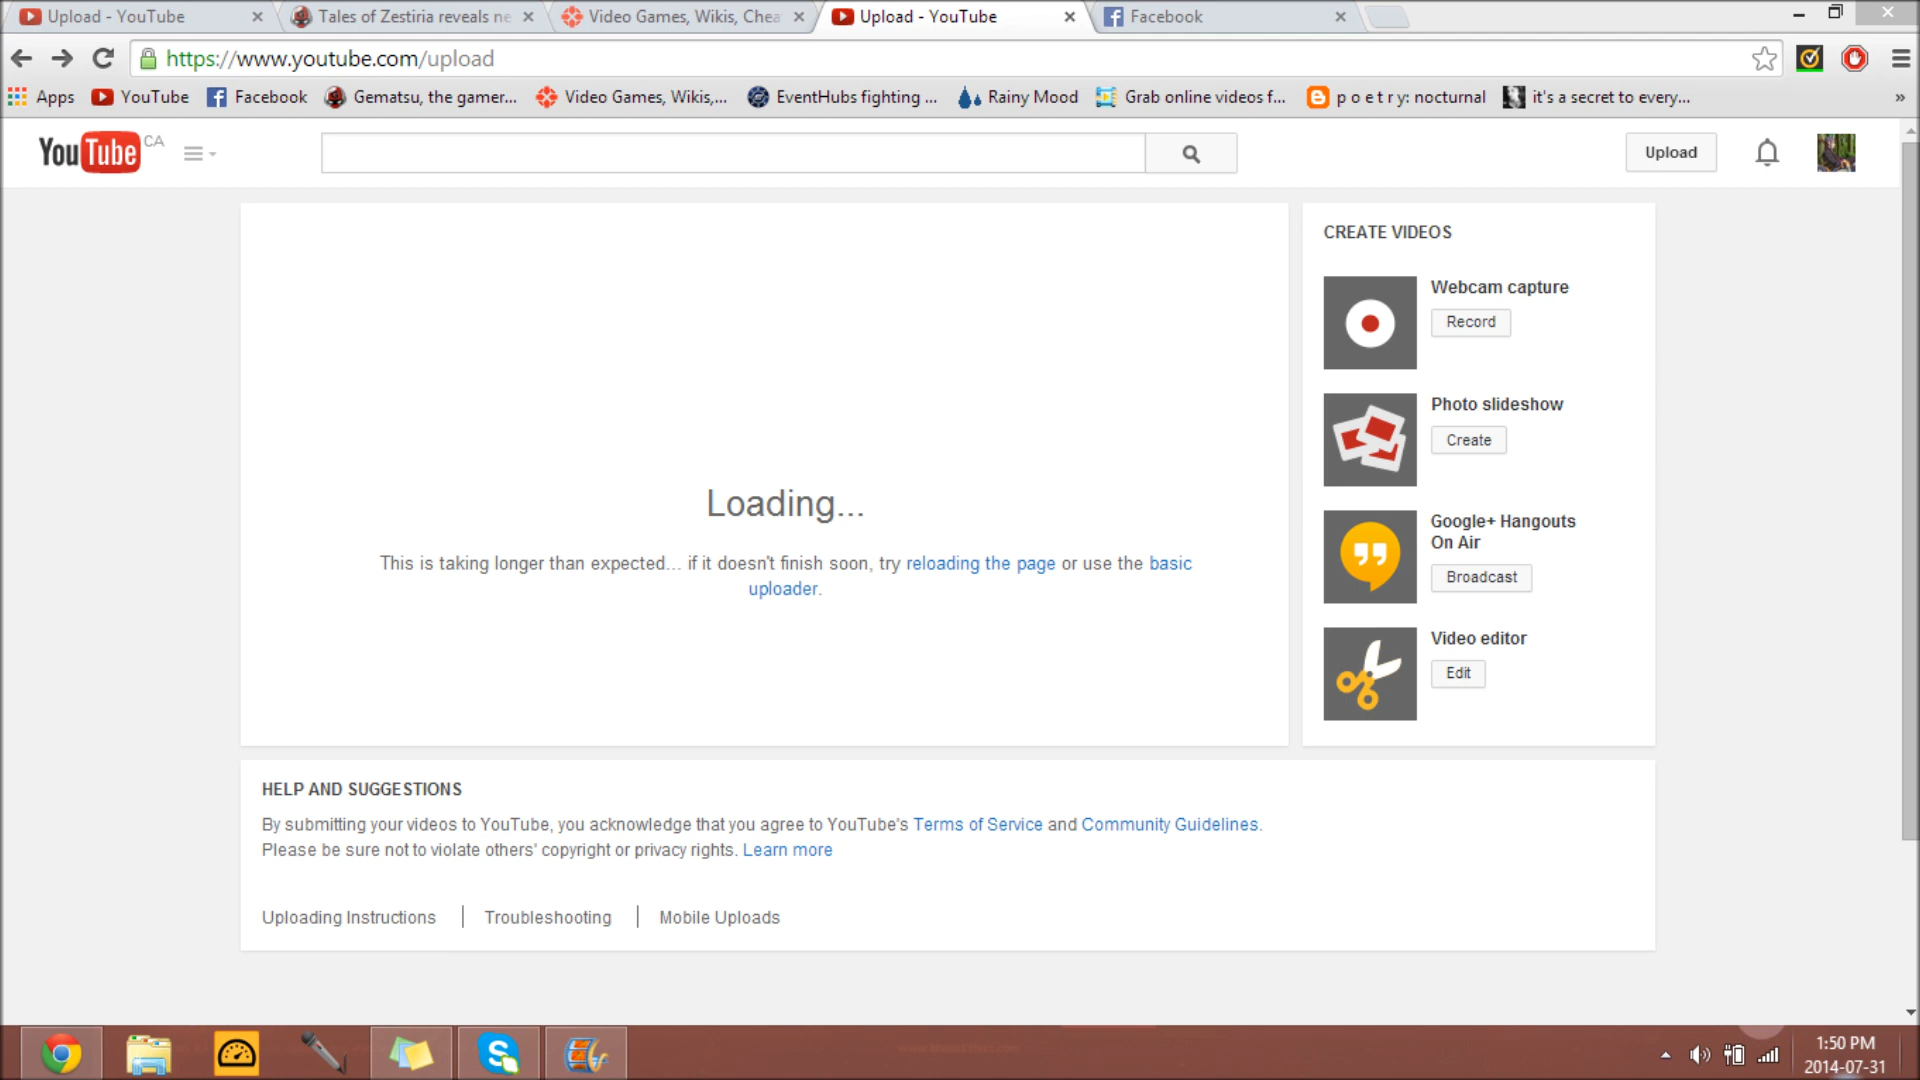 Upload - YouTube
Tales of Zestiria reveals ne
Video Games, Wikis, Chea
Upload - YouTube
Facebook
https://www.youtube.com/upload
Apps
YouTube
Facebook
Gematsu, the gamer...
Video Games, Wikis,...
EventHubs fighting ...
Rainy Mood
Grab online videos f...
p o e t r y: nocturnal
it's a secret to every...
»
YouTube CA
Upload
CREATE VIDEOS
Webcam capture
Record
Photo slideshow
Create
Google+ Hangouts
On Air
Broadcast
Video editor
Edit
Loading...
This is taking longer than expected... if it doesn't finish soon, try reloading the page or use the basic
uploader.
HELP AND SUGGESTIONS
By submitting your videos to YouTube, you acknowledge that you agree to YouTube's Terms of Service and Community Guidelines.
Please be sure not to violate others' copyright or privacy rights. Learn more
Uploading Instructions
Troubleshooting
Mobile Uploads
1:50 PM
2014-07-31